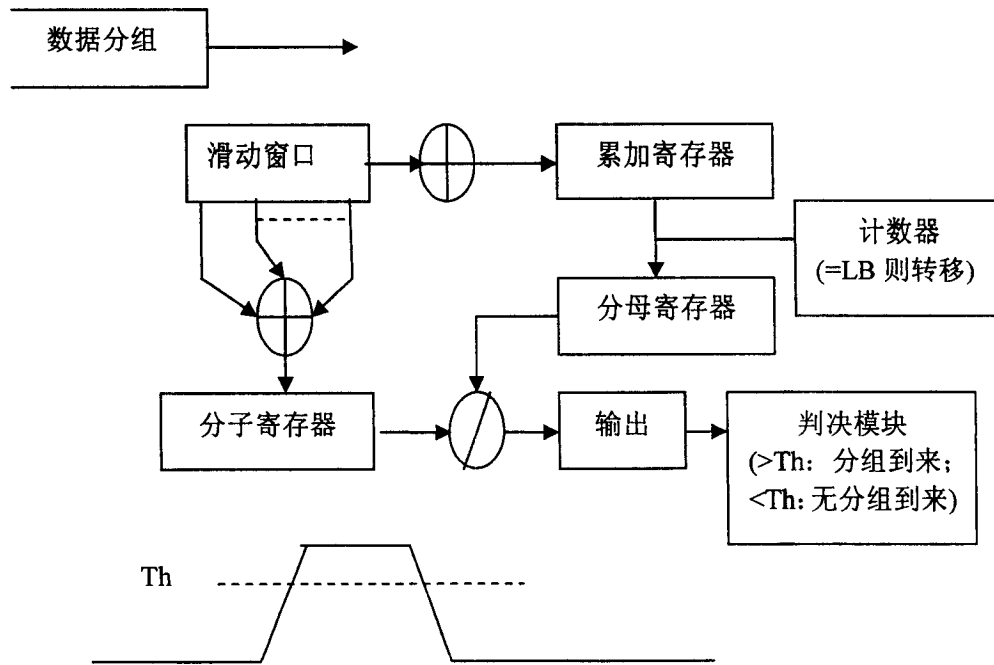 数据分组
滑动窗口
累加寄存器
计数器
(=LB 则转移)
分母寄存器
分子寄存器
输出
判决模块
(>Th：分组到来；
<Th：无分组到来)
Th